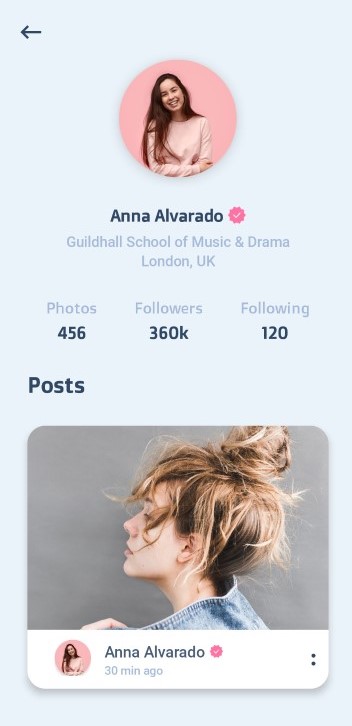 Anna Alvarado
Guildhall School of Music & Drama
London, UK
Photos Followers Following
456 360k 120
Posts
Anna Alvarado
30 min ago